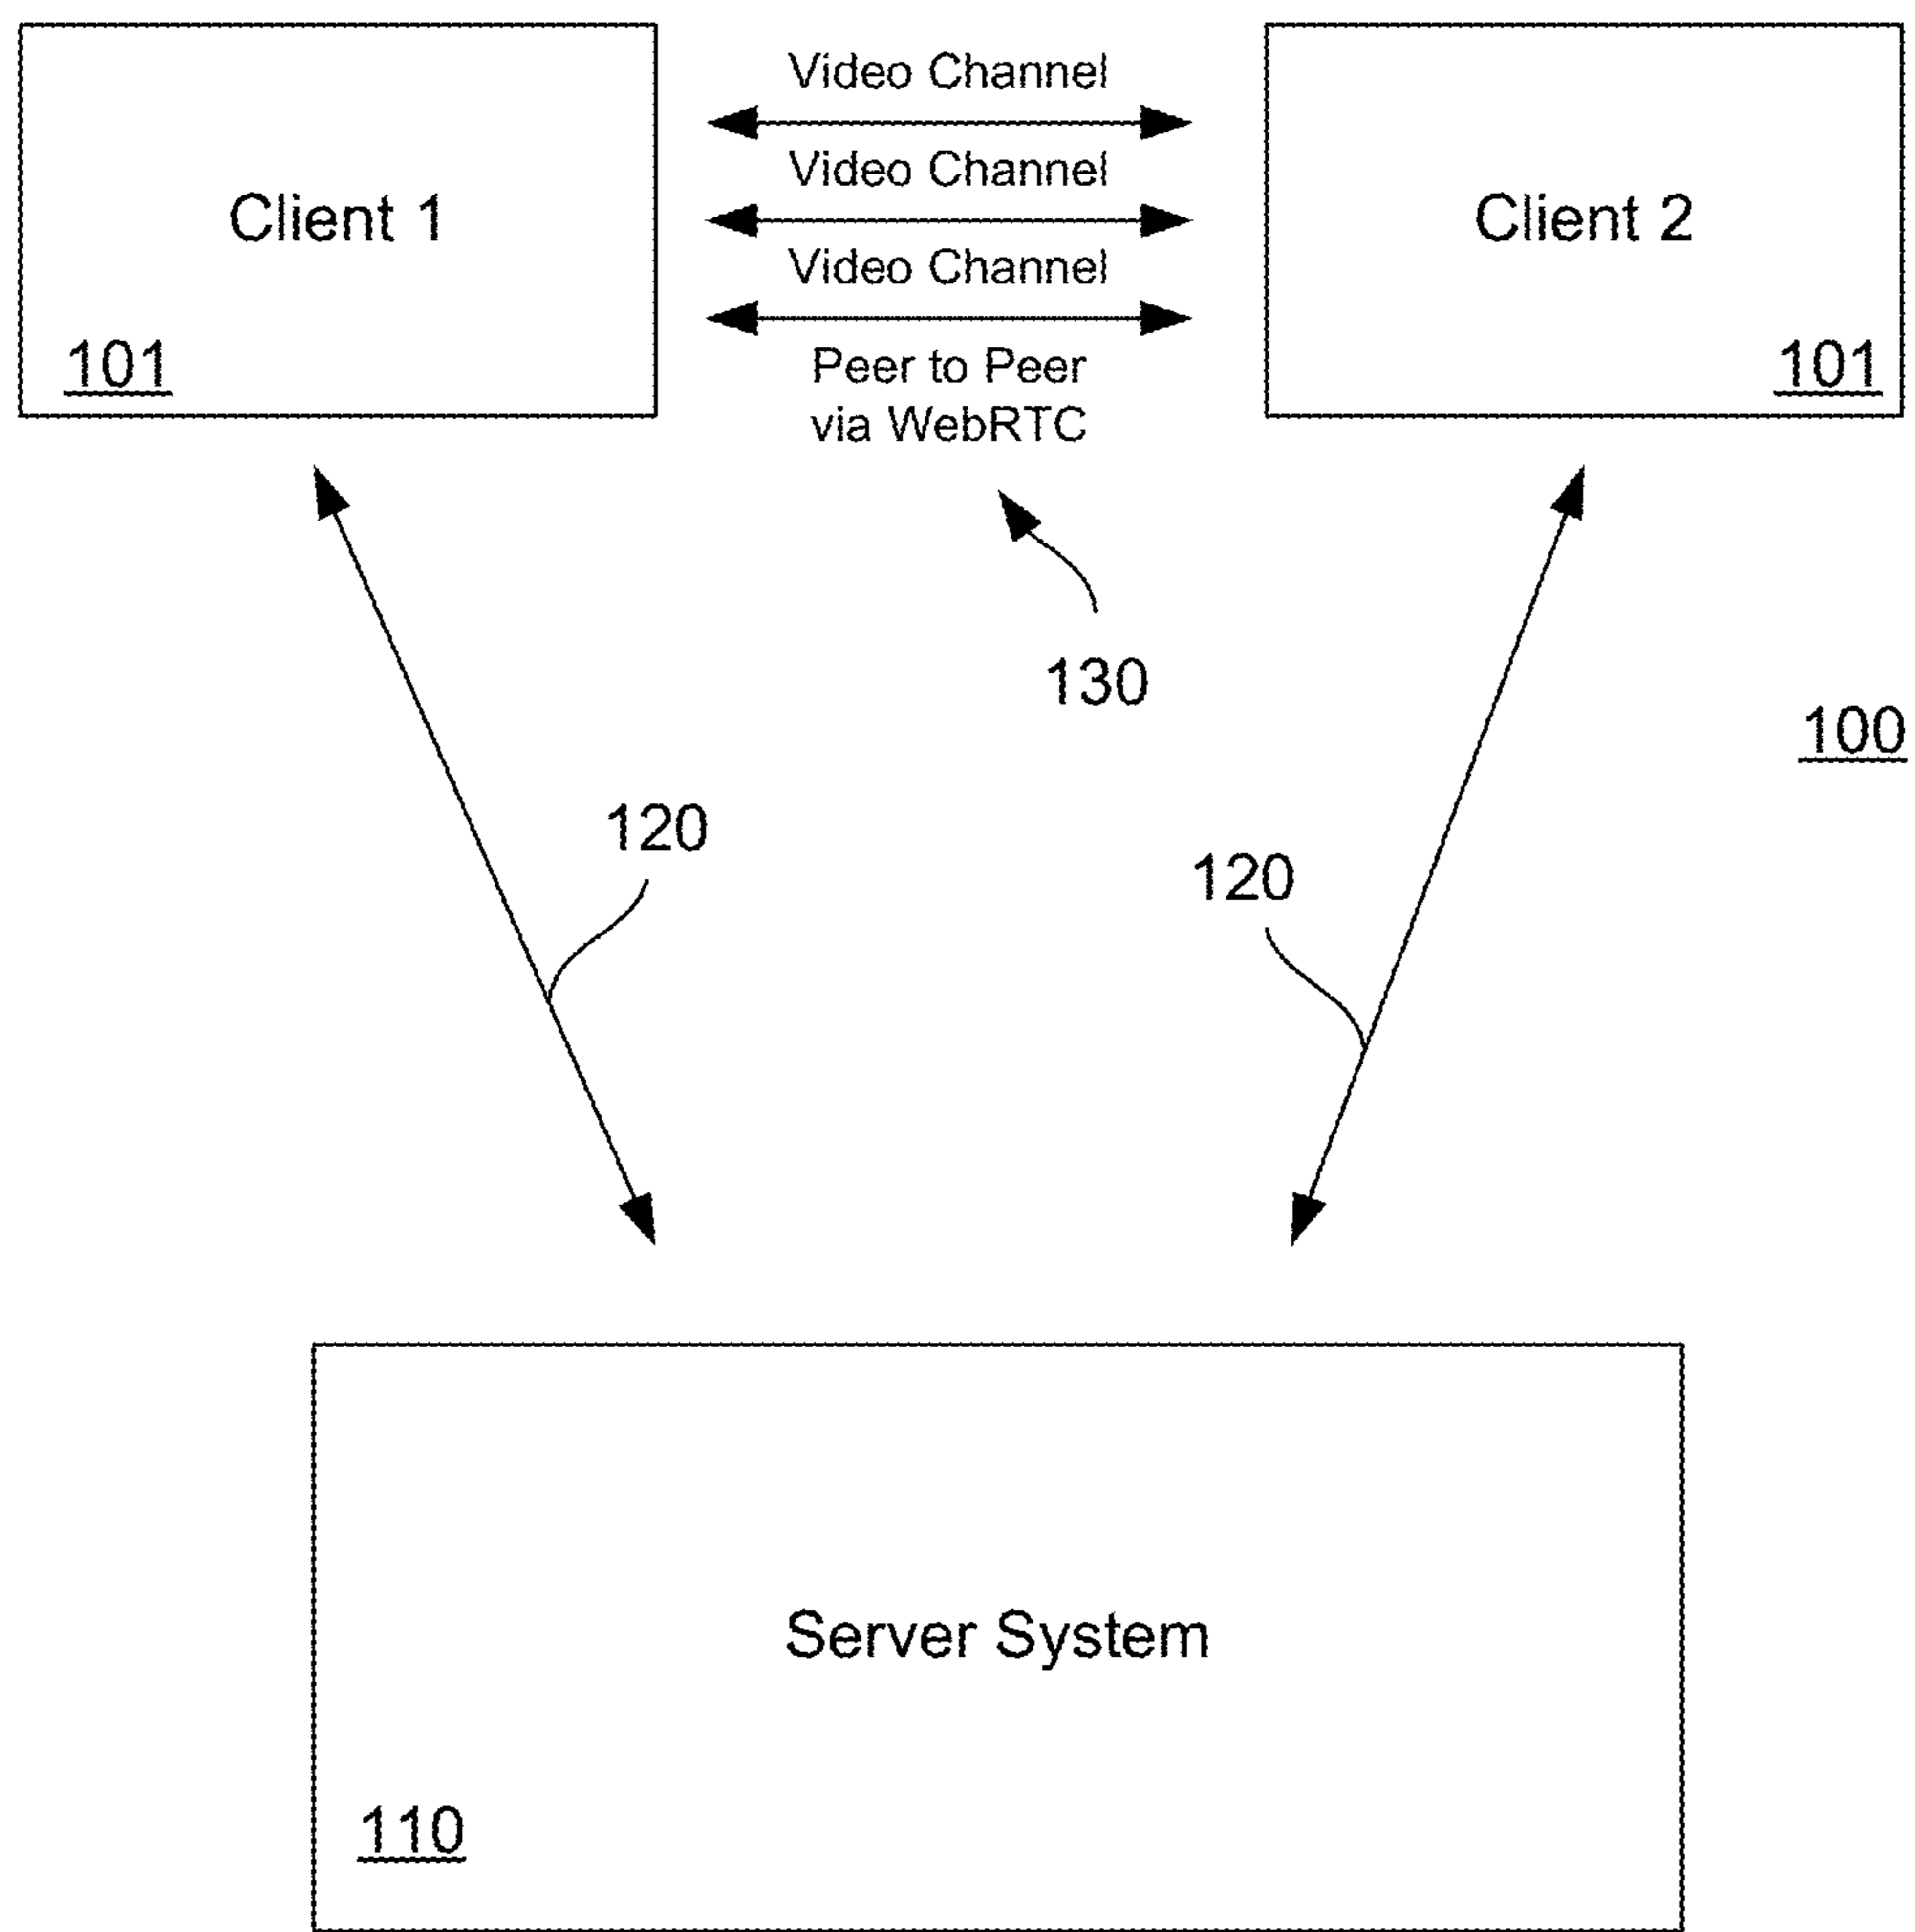 Video Channel
Video Channel
Client 1
Client 2
Video Channel
101
Peer to Peer
101
via WebRTC
130
100
120
120
Server System
110